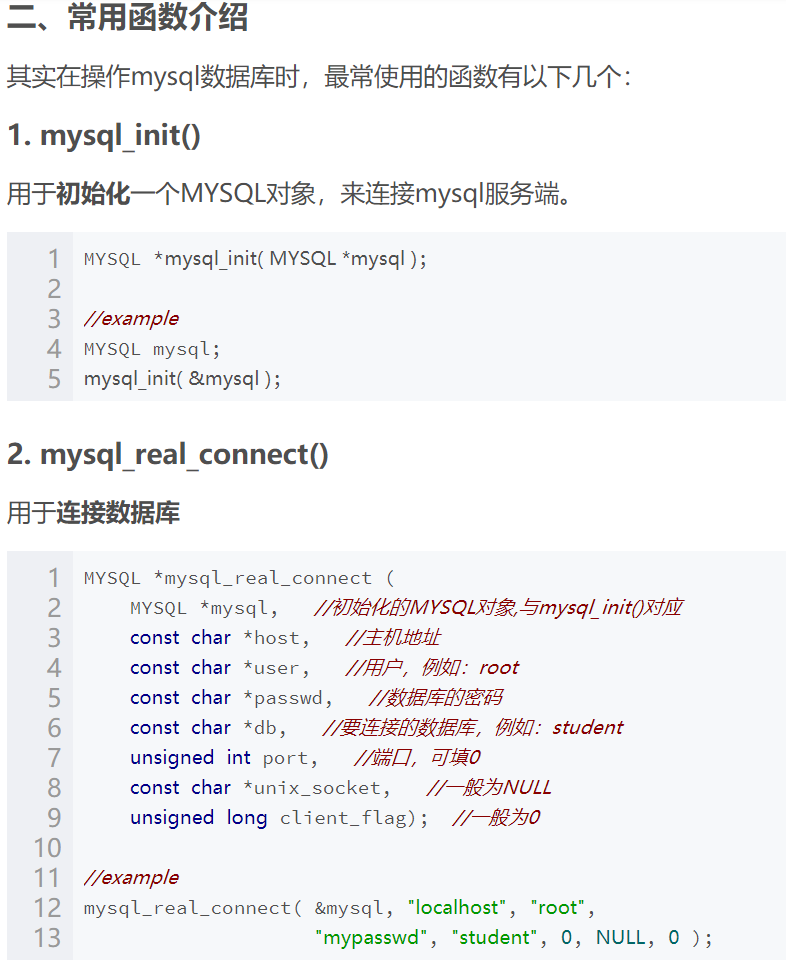 二、常用函数介绍
其实在操作mysql数据库时，最常使用的函数有以下几个：
1. mysql_init()
用于初始化一个MYSQL对象，来连接mysql服务端。
1 MYSQL *mysql_init( MYSQL *mysql );
2
3 //example
4 MYSQL mysql;
5 mysql_init( &mysql );
2. mysql_real_connect()
用于连接数据库
1 MYSQL *mysql_real_connect (
2 MYSQL *mysql, //初始化的MYSQL对象,与mysql_init()对应
3 const char *host, //主机地址
4 const char *user, //用户，例如：root
5 const char *passwd, //数据库的密码
6 const char *db, //要连接的数据库，例如：student
7 unsigned int port, //端口，可填0
8 const char *unix_socket, //一般为NULL
9 unsigned long client_flag); //一般为0
10
11 //example
12 mysql_real_connect( &mysql, "localhost", "root",
13 "mypasswd", "student", 0, NULL, 0 );